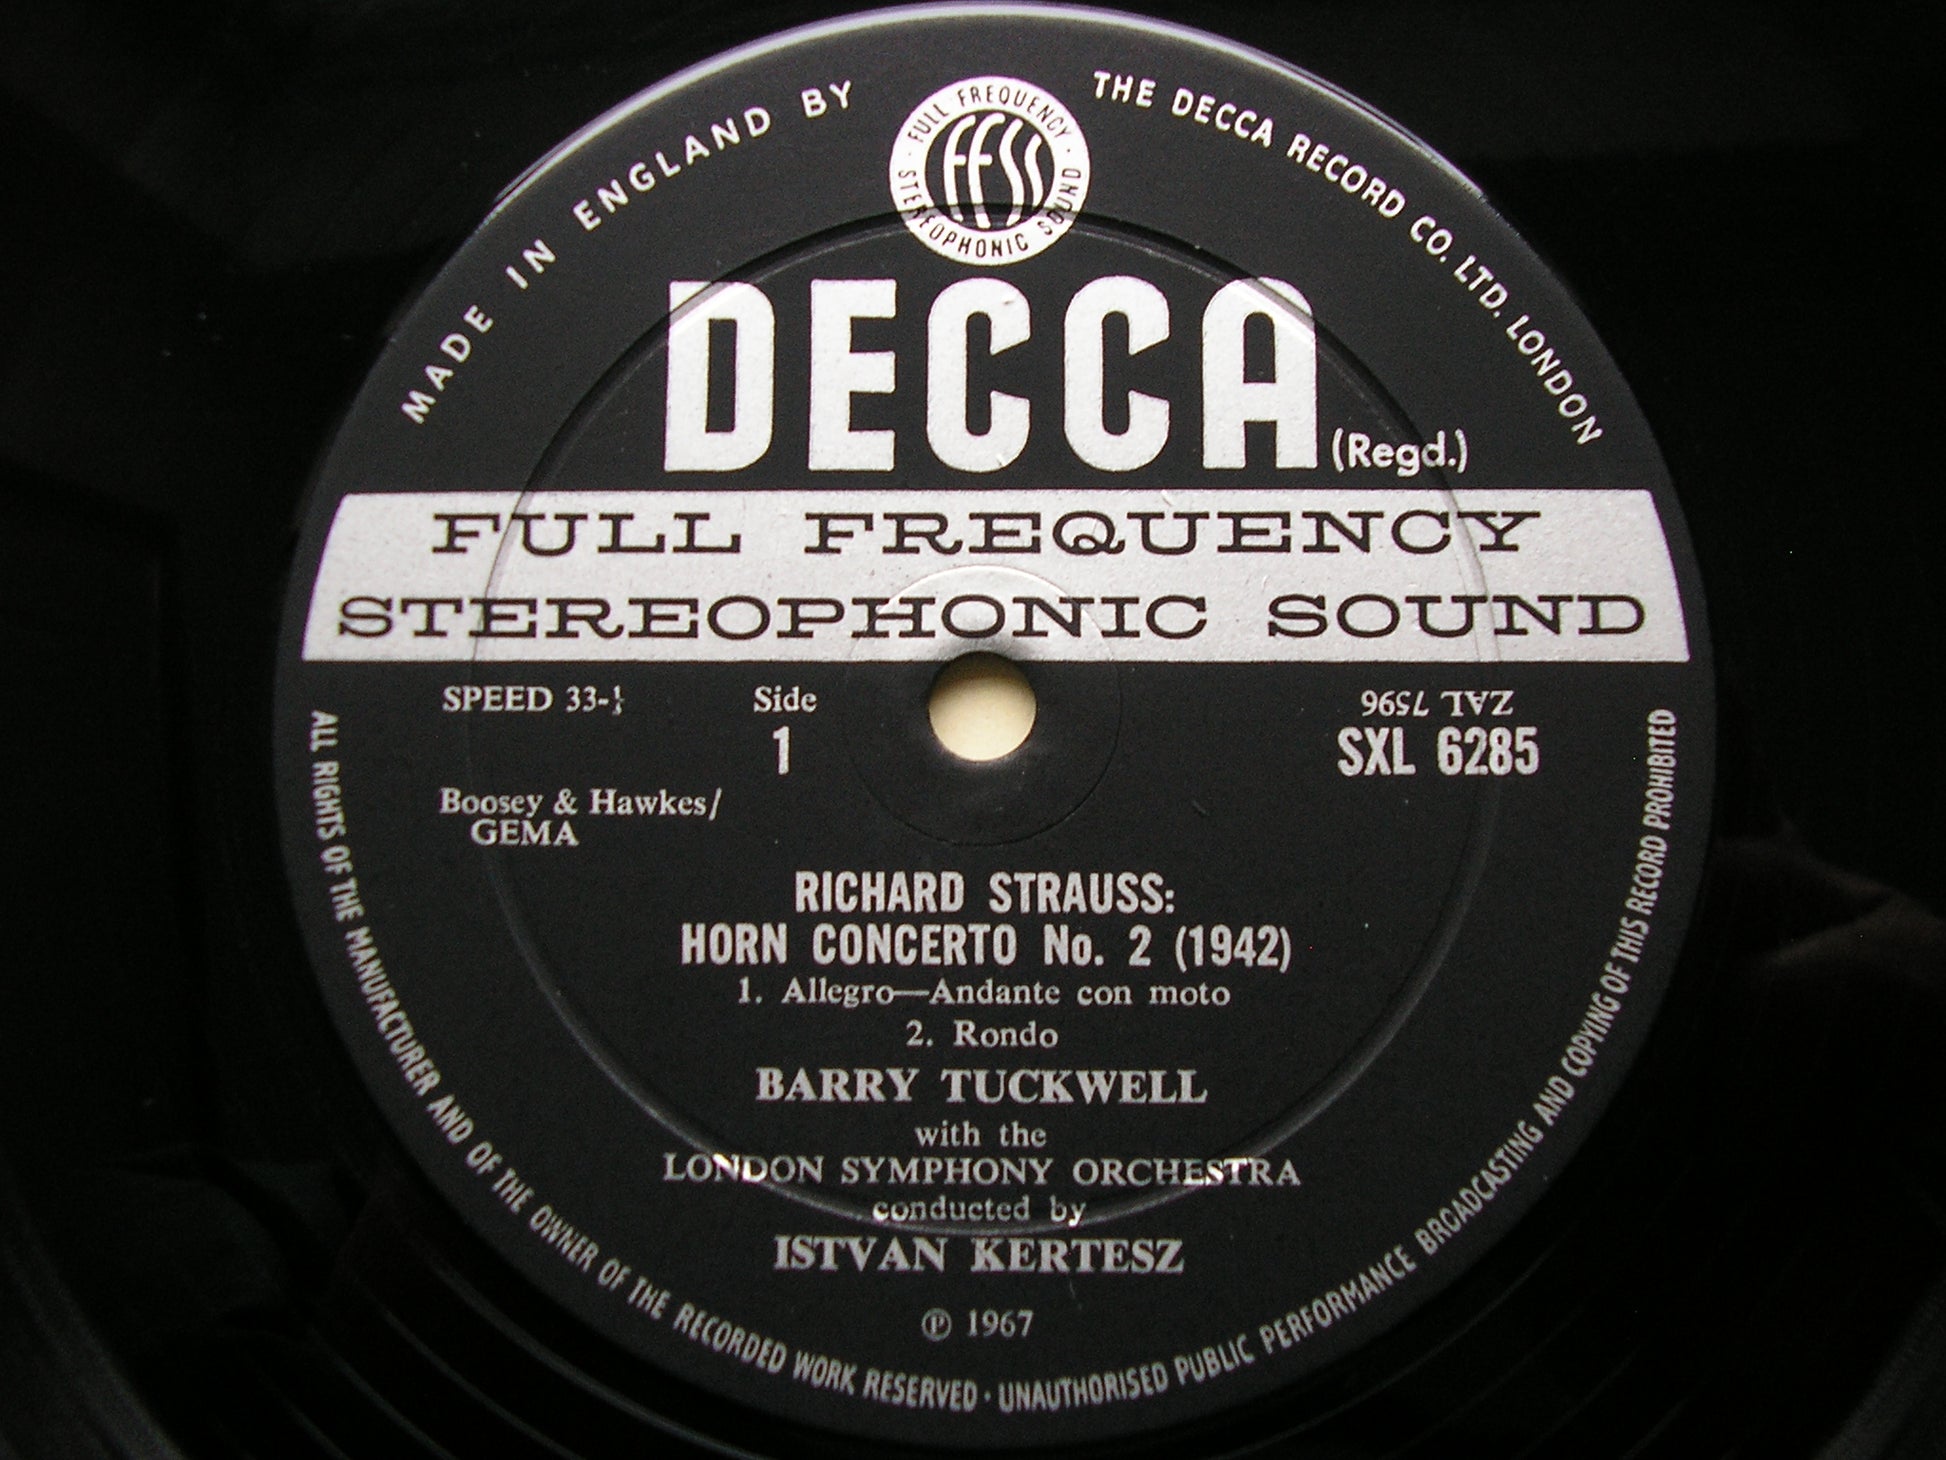 MADE IN ENGLAND BY
THE DECCA RECORD CO. LTD. LONDON
FULL FREQUENCY
ffss
STEREOPHONIC SOUND
DECCA
(Regd.)
FULL FREQUENCY
STEREOPHONIC SOUND
SPEED 33-⅓
Side
1
ZAL 7596
SXL 6285
Boosey & Hawkes/
GEMA
RICHARD STRAUSS:
HORN CONCERTO No. 2 (1942)
1. Allegro—Andante con moto
2. Rondo
BARRY TUCKWELL
with the
LONDON SYMPHONY ORCHESTRA
conducted by
ISTVAN KERTESZ
℗ 1967
ALL RIGHTS OF THE MANUFACTURER AND OF THE OWNER OF THE RECORDED WORK RESERVED · UNAUTHORISED PUBLIC PERFORMANCE BROADCASTING AND COPYING OF THIS RECORD PROHIBITED